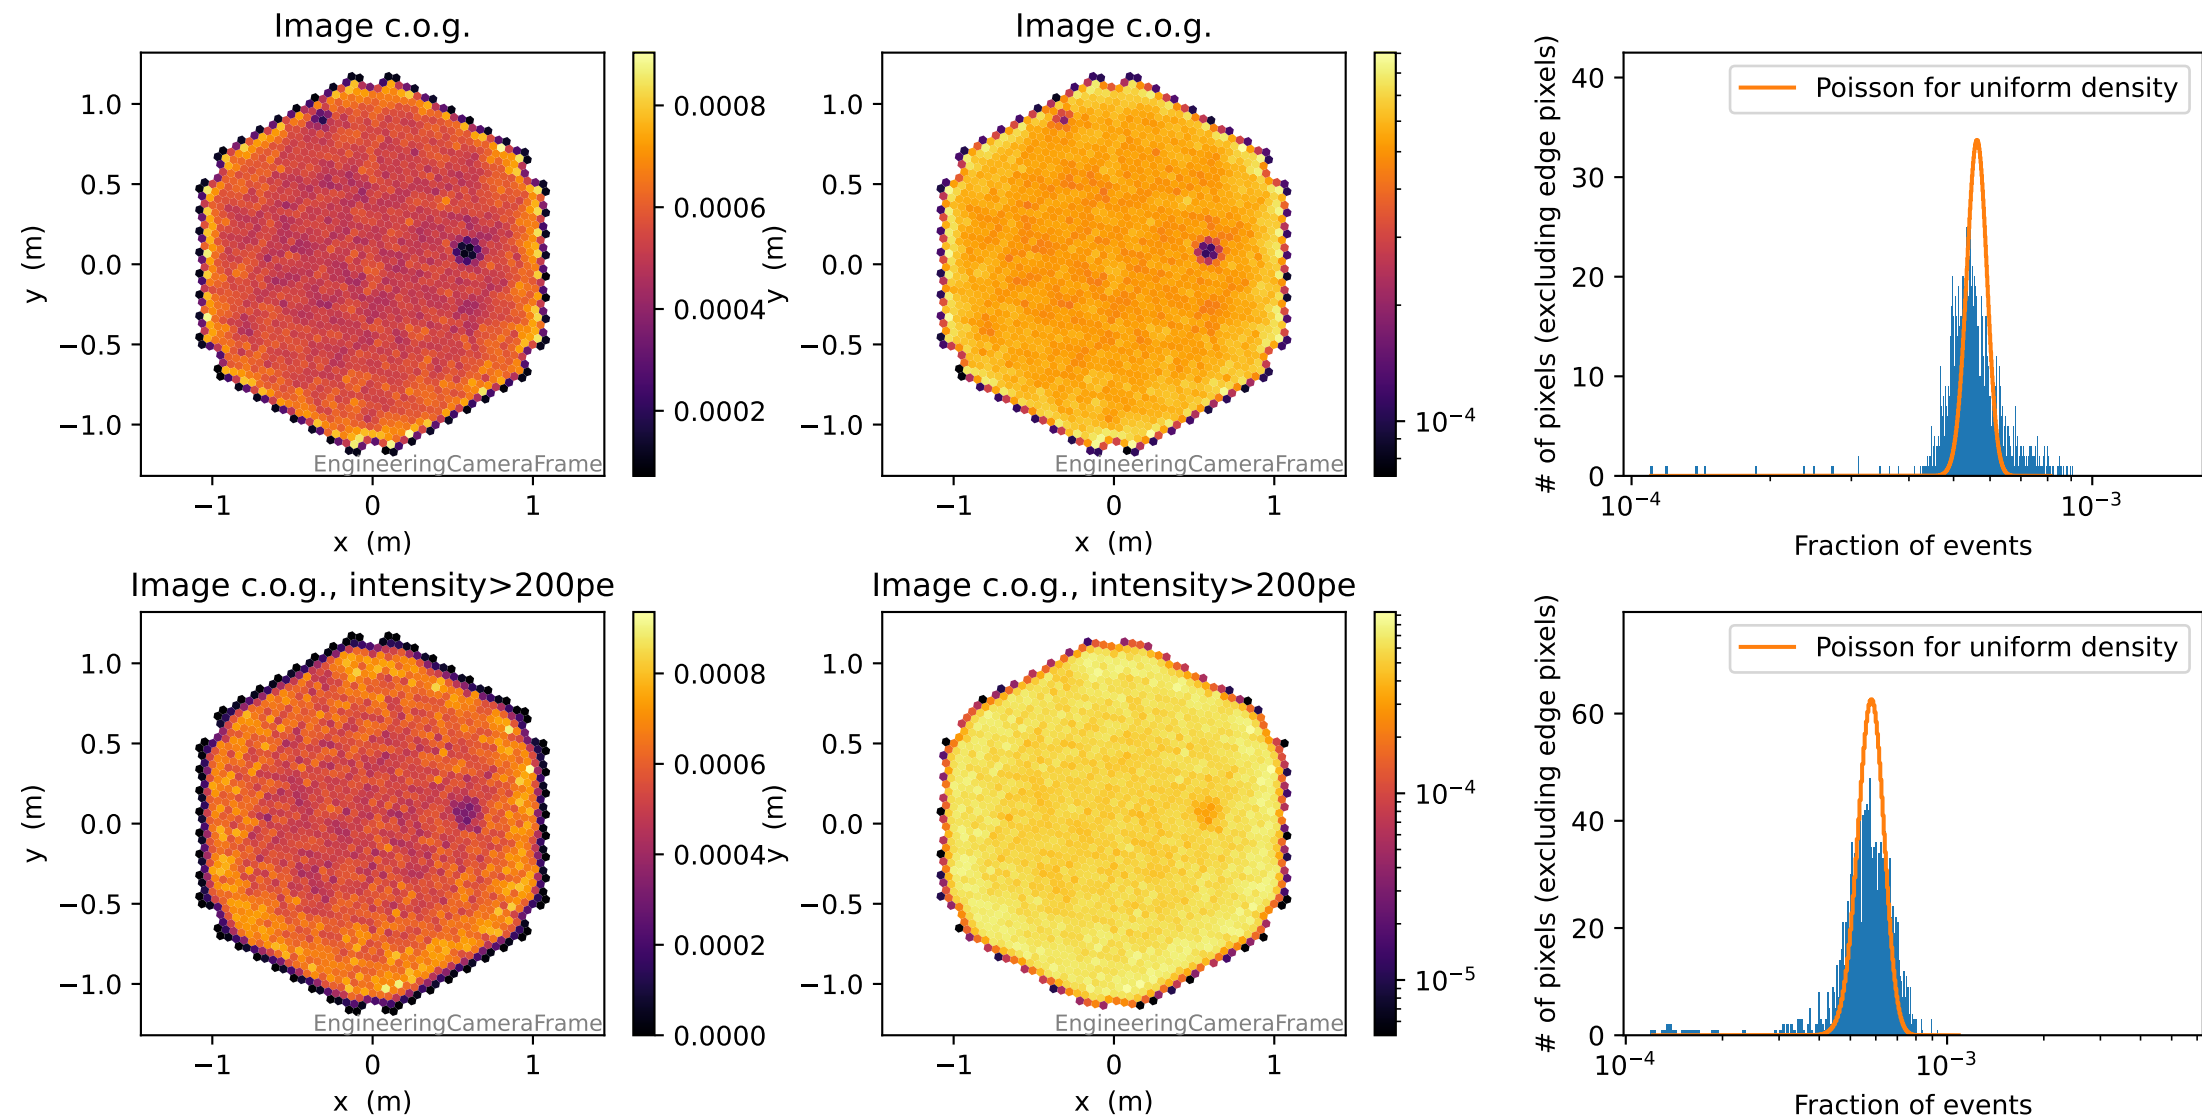 Image c.o.g.
1.0
0.5
0.0
−0.5
−1.0
y (m)
−1
0
1
x (m)
EngineeringCameraFrame
0.0008
0.0006
0.0004
0.0002
Image c.o.g.
1.0
0.5
0.0
−0.5
−1.0
y (m)
−1
0
1
x (m)
EngineeringCameraFrame
10⁻⁴
# of pixels (excluding edge pixels)
40
30
20
10
0
Poisson for uniform density
10⁻⁴
10⁻³
Fraction of events
Image c.o.g., intensity>200pe
1.0
0.5
0.0
−0.5
−1.0
y (m)
−1
0
1
x (m)
EngineeringCameraFrame
0.0008
0.0006
0.0004
0.0002
0.0000
Image c.o.g., intensity>200pe
1.0
0.5
0.0
−0.5
−1.0
y (m)
−1
0
1
x (m)
EngineeringCameraFrame
10⁻⁴
10⁻⁵
# of pixels (excluding edge pixels)
60
40
20
0
Poisson for uniform density
10⁻⁴
10⁻³
Fraction of events